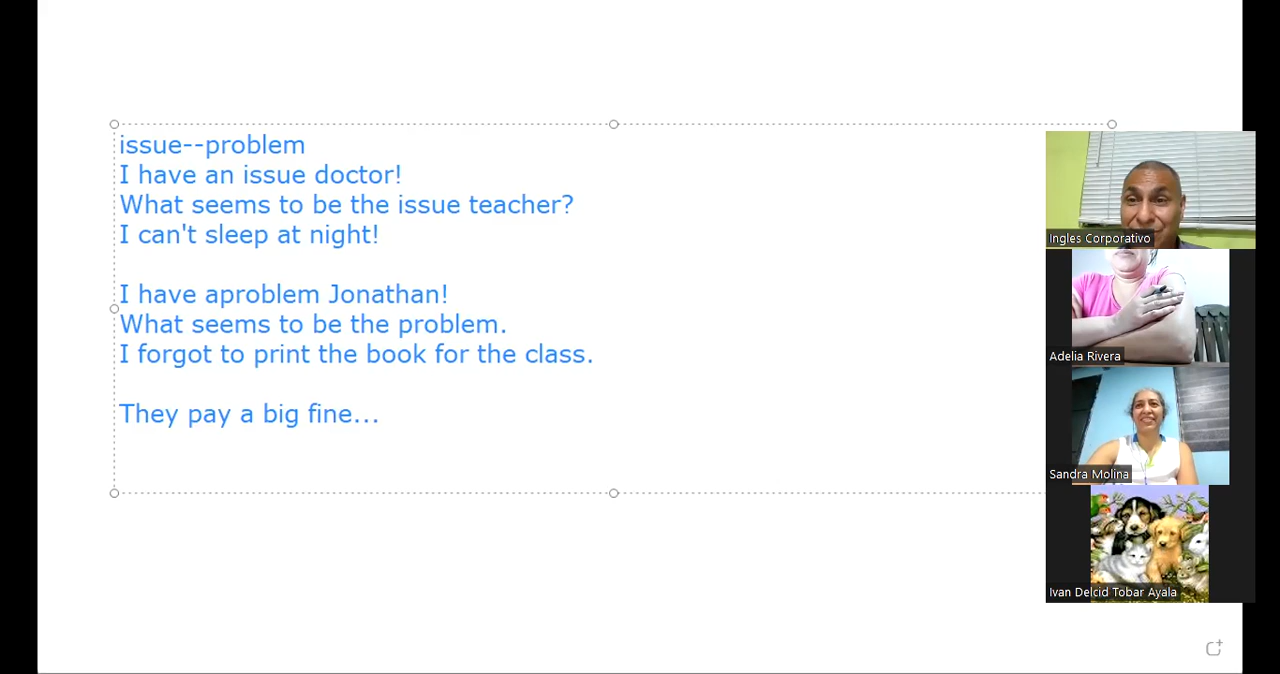 issue--problem
I have an issue doctor!
What seems to be the issue teacher?
I can't sleep at night!
I have aproblem Jonathan!
What seems to be the problem.
I forgot to print the book for the class.
They pay a big fine...
Ingles Corporativo
Adelia Rivera
Sandra Molina
Ivan Delcid Tobar Ayala